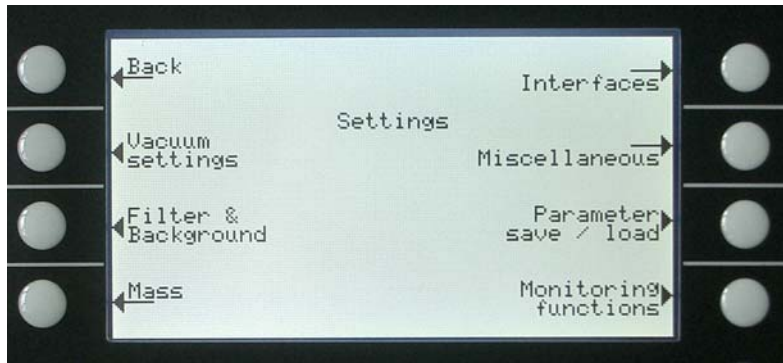 Back
Interfaces
Settings
Vacuum
settings
Miscellaneous
Filter &
Background
Parameter
save / load
Mass
Monitoring
functions